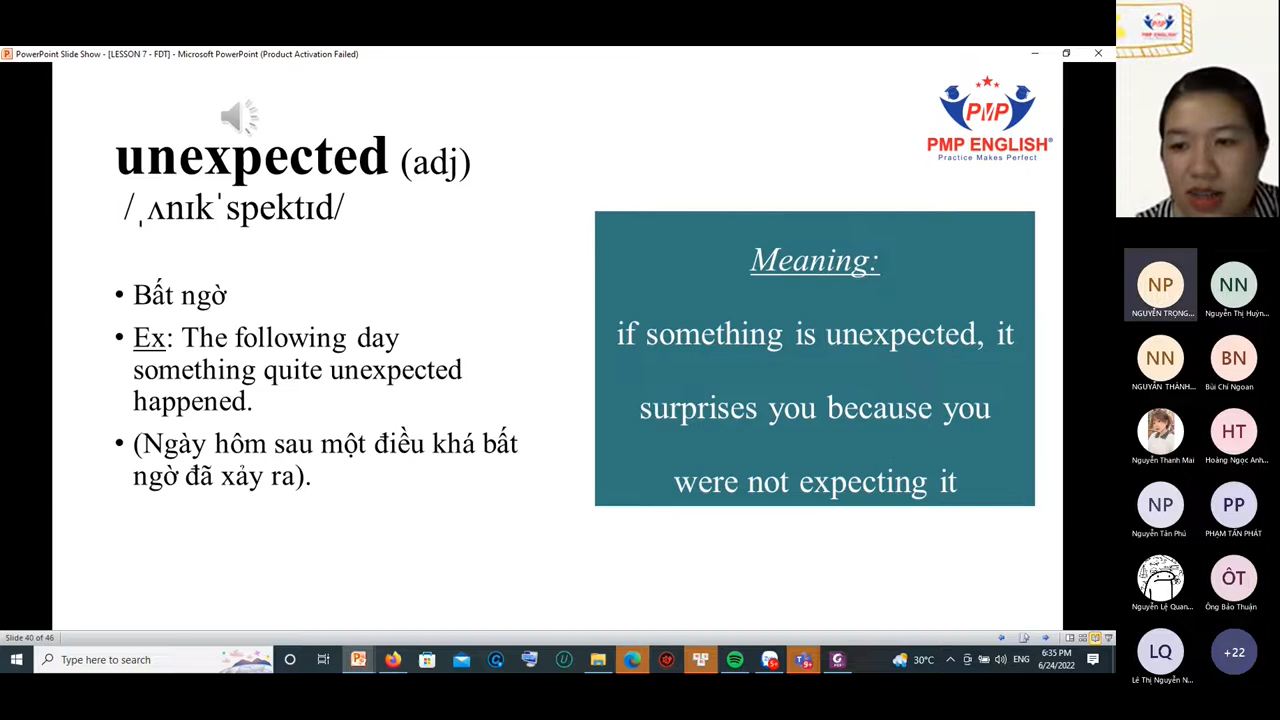 PowerPoint Slide Show - [LESSON 7 - FDT] - Microsoft PowerPoint (Product Activation Failed)
unexpected (adj)
/ˌʌnɪkˈspektɪd/
• Bất ngờ
• Ex: The following day
something quite unexpected
happened.
• (Ngày hôm sau một điều khá bất
ngờ đã xảy ra).
PMP
PMP ENGLISH®
Practice Makes Perfect
Meaning:
if something is unexpected, it
surprises you because you
were not expecting it
NP
NN
NGUYỄN TRỌNG...
Nguyễn Thị Huỳn...
NN
BN
NGUYỄN THÀNH...
Bùi Chí Ngoan
HT
Nguyễn Thanh Mai
Hoàng Ngọc Anh...
NP
PP
Nguyễn Tấn Phú
PHẠM TẤN PHÁT
ÔT
Nguyễn Lệ Quan...
Ông Bảo Thuận
LQ
+22
Lê Thị Nguyễn N...
Slide 40 of 46
Type here to search
30°C
ENG
6:35 PM
6/24/2022